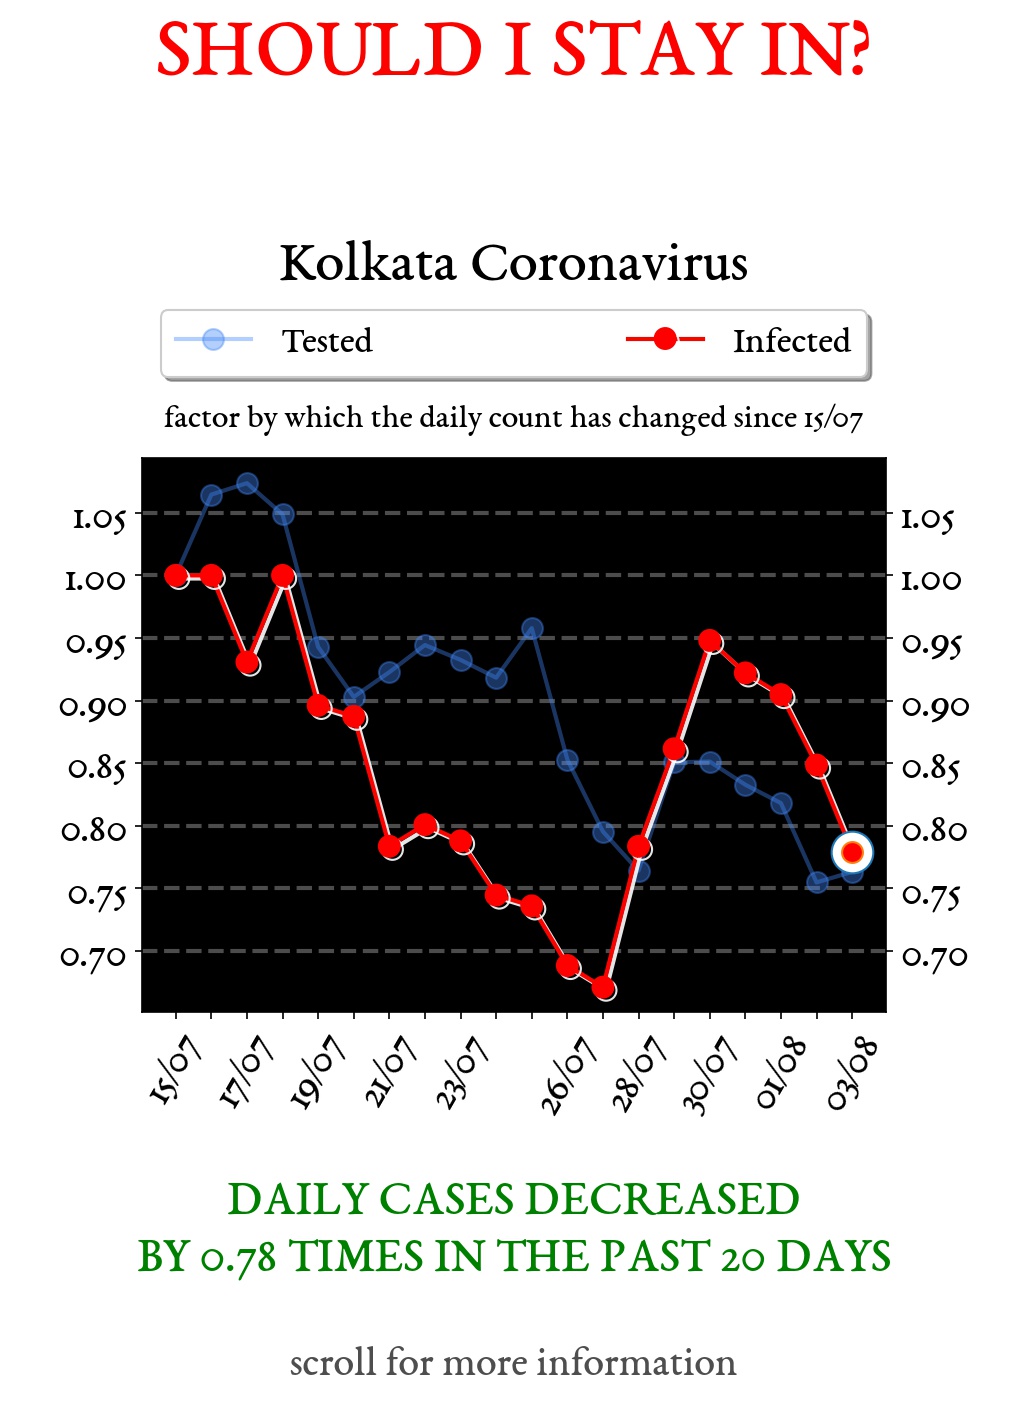 SHOULD I STAY IN?
Kolkata Coronavirus
Tested Infected
factor by which the daily count has changed since 15/07
1.05 1.05
1.00 1.00
0.95 0.95
0.90 0.90
0.85 0.85
0.80 0.80
0.75 0.75
0.70 0.70
15/07 17/07 19/07 21/07 23/07 26/07 28/07 30/07 01/08 03/08
DAILY CASES DECREASED
BY 0.78 TIMES IN THE PAST 20 DAYS
scroll for more information